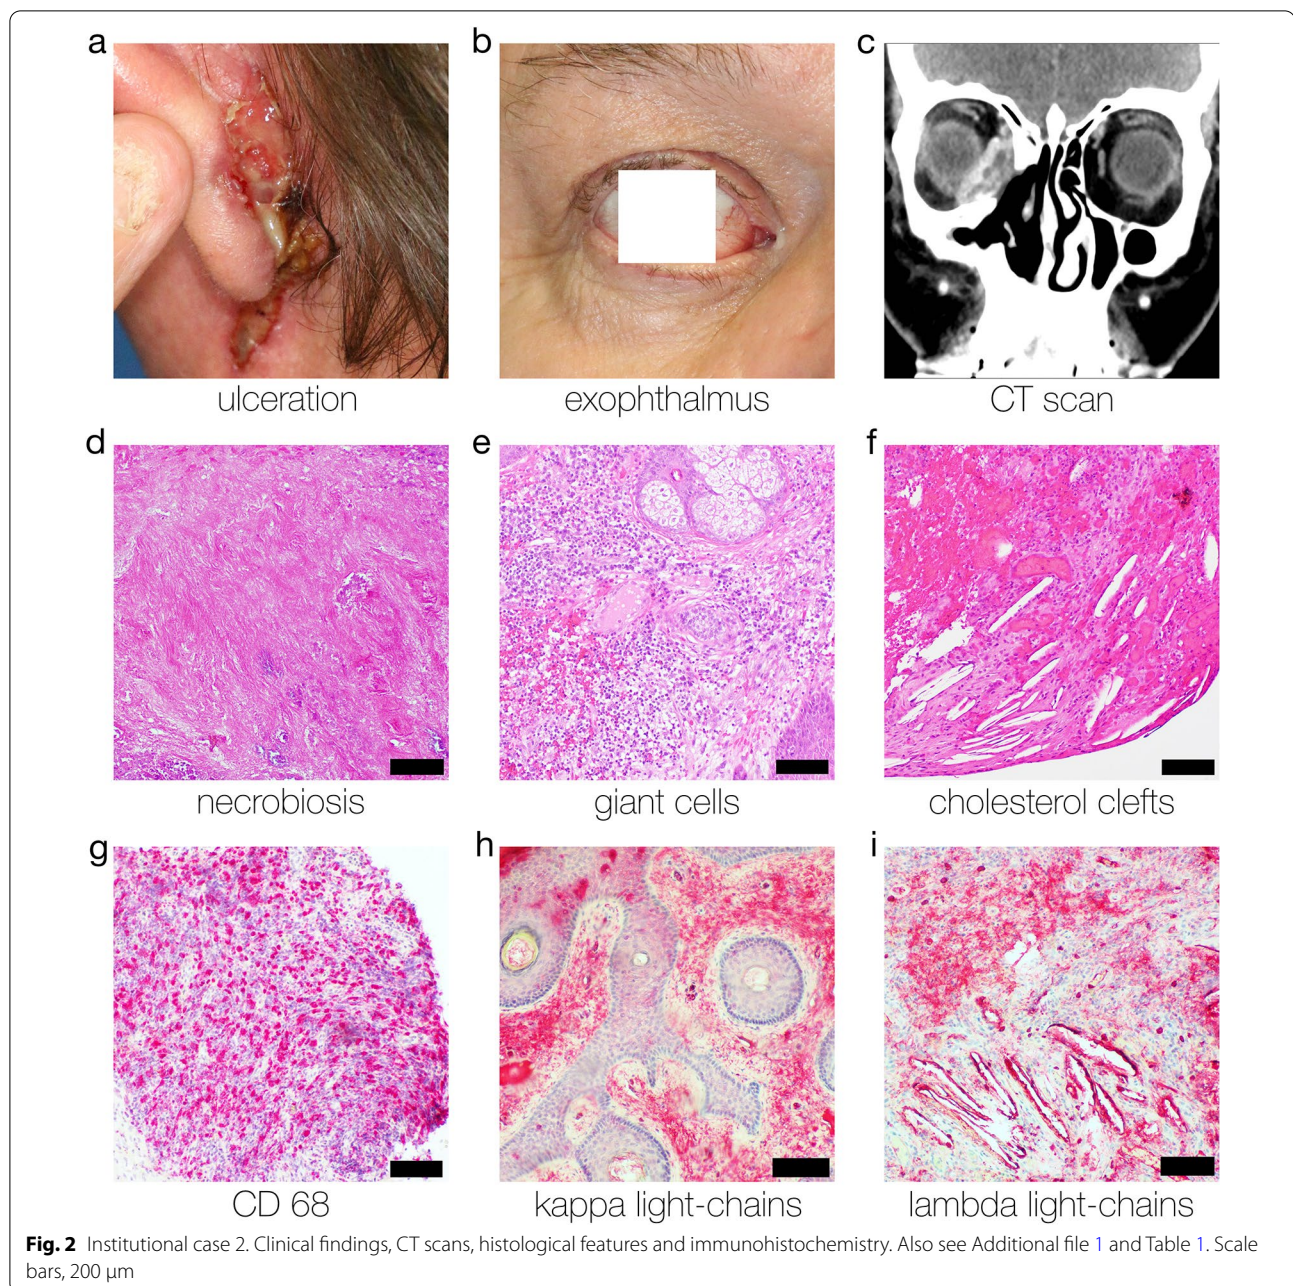 a b c
ulceration exophthalmus CT scan
d e f
necrobiosis giant cells cholesterol clefts
g h i
CD 68 kappa light-chains lambda light-chains
Fig. 2 Institutional case 2. Clinical findings, CT scans, histological features and immunohistochemistry. Also see Additional file 1 and Table 1. Scale
bars, 200 µm